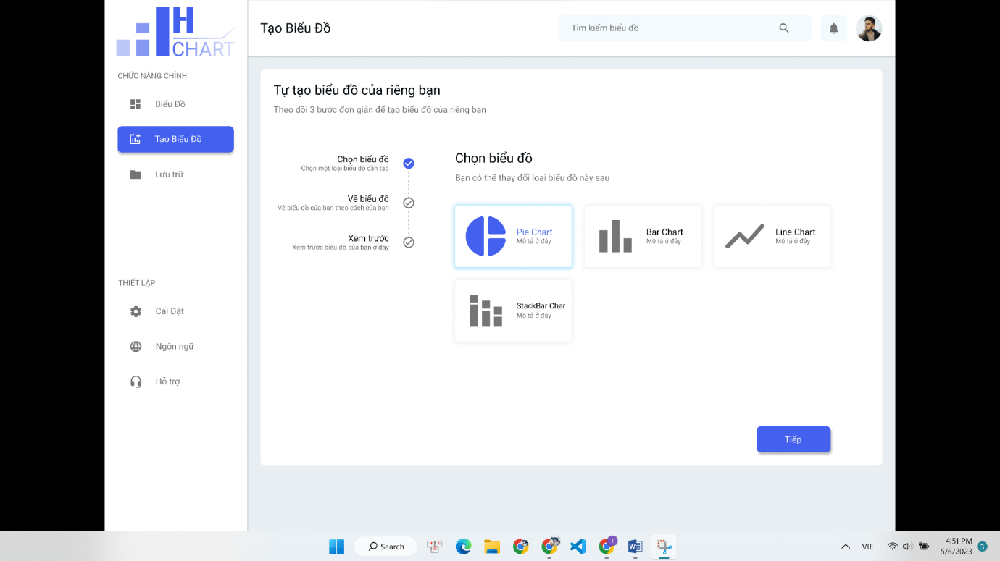 H
CHART
Tạo Biểu Đồ
Tìm kiếm biểu đồ
CHỨC NĂNG CHÍNH
Biểu Đồ
Tạo Biểu Đồ
Lưu trữ
THIẾT LẬP
Cài Đặt
Ngôn ngữ
Hỗ trợ
Tự tạo biểu đồ của riêng bạn
Theo dõi 3 bước đơn giản để tạo biểu đồ của riêng bạn
Chọn biểu đồ
Chọn một loại biểu đồ cần tạo
Vẽ biểu đồ
Vẽ biểu đồ của bạn theo cách của bạn
Xem trước
Xem trước biểu đồ của bạn ở đây
Chọn biểu đồ
Bạn có thể thay đổi loại biểu đồ này sau
Pie Chart
Mô tả ở đây
Bar Chart
Mô tả ở đây
Line Chart
Mô tả ở đây
StackBar Char
Mô tả ở đây
Tiếp
Search
1
VIE
4:51 PM
5/6/2023
3